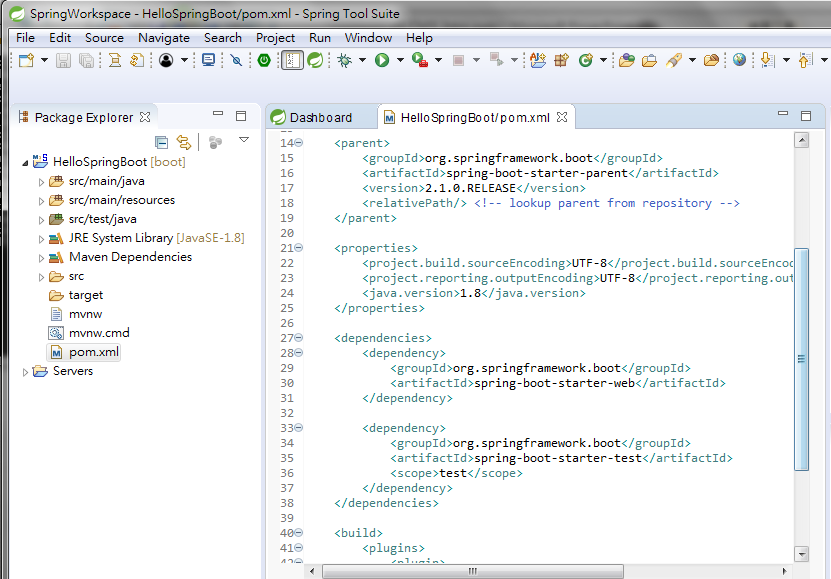 SpringWorkspace - HelloSpringBoot/pom.xml - Spring Tool Suite
File Edit Source Navigate Search Project Run Window Help
Package Explorer
HelloSpringBoot [boot]
src/main/java
src/main/resources
src/test/java
JRE System Library [JavaSE-1.8]
Maven Dependencies
src
target
mvnw
mvnw.cmd
pom.xml
Servers
Dashboard HelloSpringBoot/pom.xml
14 <parent>
15 <groupId>org.springframework.boot</groupId>
16 <artifactId>spring-boot-starter-parent</artifactId>
17 <version>2.1.0.RELEASE</version>
18 <relativePath/> <!-- lookup parent from repository -->
19 </parent>
20
21 <properties>
22 <project.build.sourceEncoding>UTF-8</project.build.sourceEncod
23 <project.reporting.outputEncoding>UTF-8</project.reporting.out
24 <java.version>1.8</java.version>
25 </properties>
26
27 <dependencies>
28 <dependency>
29 <groupId>org.springframework.boot</groupId>
30 <artifactId>spring-boot-starter-web</artifactId>
31 </dependency>
32
33 <dependency>
34 <groupId>org.springframework.boot</groupId>
35 <artifactId>spring-boot-starter-test</artifactId>
36 <scope>test</scope>
37 </dependency>
38 </dependencies>
39
40 <build>
41 <plugins>